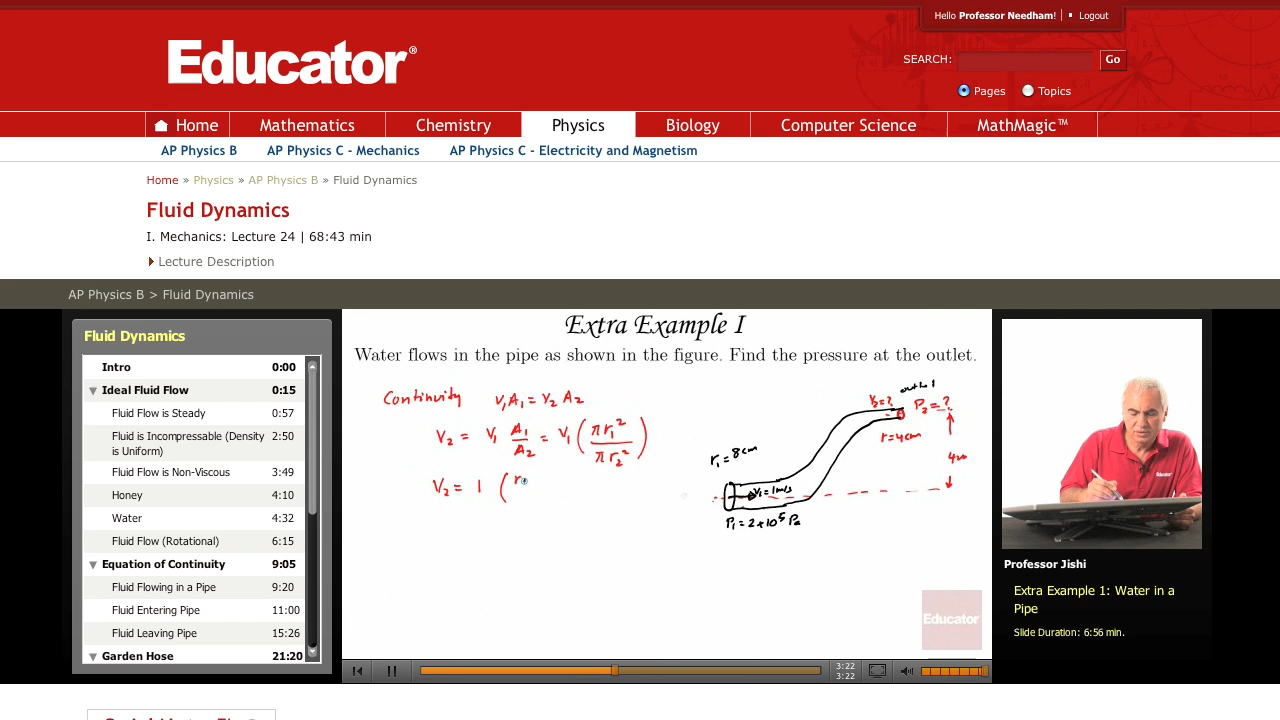 Hello Professor Needham! Logout
Educator®
SEARCH: Go
Pages Topics
Home Mathematics Chemistry Physics Biology Computer Science MathMagic™
AP Physics B AP Physics C - Mechanics AP Physics C - Electricity and Magnetism
Home » Physics » AP Physics B » Fluid Dynamics
Fluid Dynamics
I. Mechanics: Lecture 24 | 68:43 min
Lecture Description
AP Physics B > Fluid Dynamics
Fluid Dynamics
Intro 0:00
Ideal Fluid Flow 0:15
Fluid Flow is Steady 0:57
Fluid is Incompressable (Density 2:50
is Uniform)
Fluid Flow is Non-Viscous 3:49
Honey 4:10
Water 4:32
Fluid Flow (Rotational) 6:15
Equation of Continuity 9:05
Fluid Flowing in a Pipe 9:20
Fluid Entering Pipe 11:00
Fluid Leaving Pipe 15:26
Garden Hose 21:20
Extra Example I
Water flows in the pipe as shown in the figure. Find the pressure at the outlet.
Continuity V₁A₁ = V₂A₂
V₂ = V₁ A₁/A₂ = V₁ (πr₁²/πr₂²)
V₂ = 1 (r
outlet
V₂=? P₂=?
r=4cm
4m
r₁=8cm
V₁=1m/s
P₁=2*10⁵ Pa
Educator
3:22
3:22
Educator
Professor Jishi
Extra Example 1: Water in a
Pipe
Slide Duration: 6:56 min.